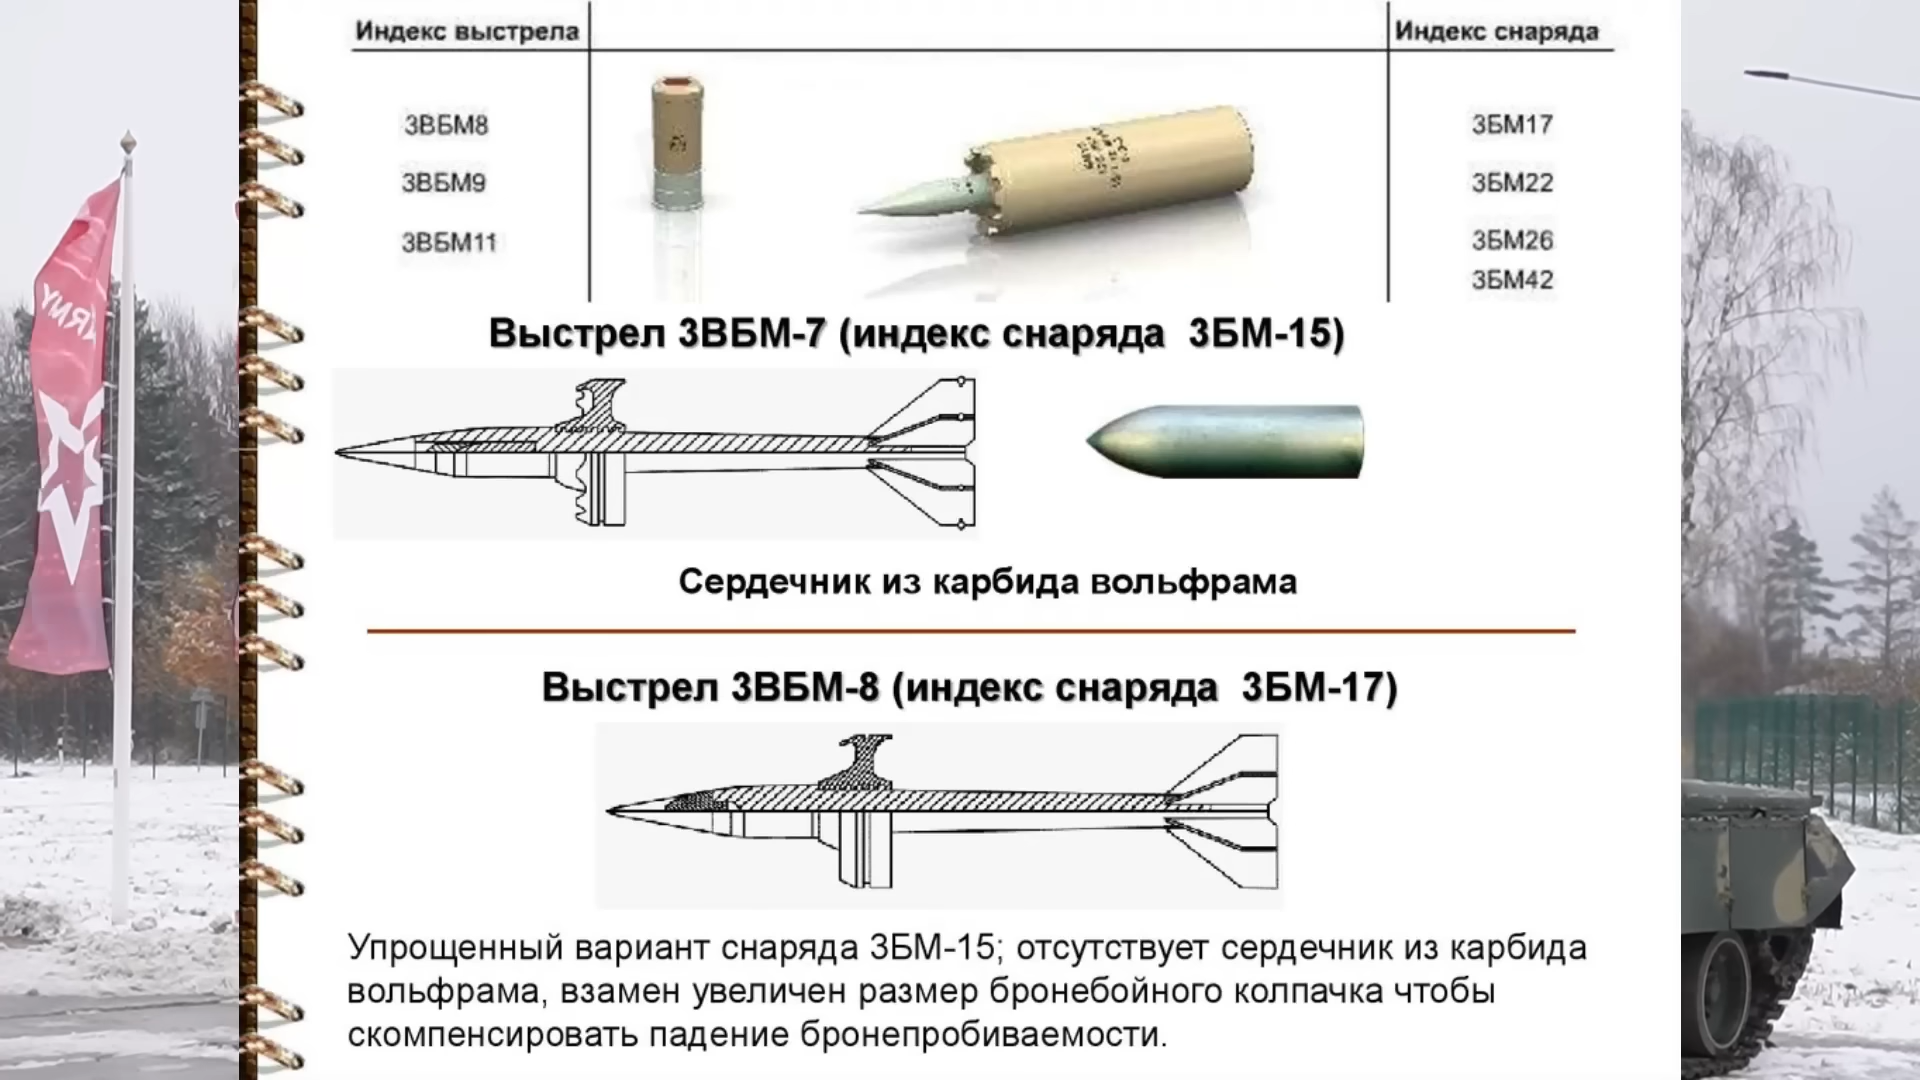 Индекс выстрела
Индекс снаряда
3ВБМ8
3БМ17
3ВБМ9
3БМ22
3ВБМ11
3БМ26
3БМ42
Выстрел 3ВБМ-7 (индекс снаряда 3БМ-15)
Сердечник из карбида вольфрама
Выстрел 3ВБМ-8 (индекс снаряда 3БМ-17)
Упрощенный вариант снаряда 3БМ-15; отсутствует сердечник из карбида
вольфрама, взамен увеличен размер бронебойного колпачка чтобы
скомпенсировать падение бронепробиваемости.